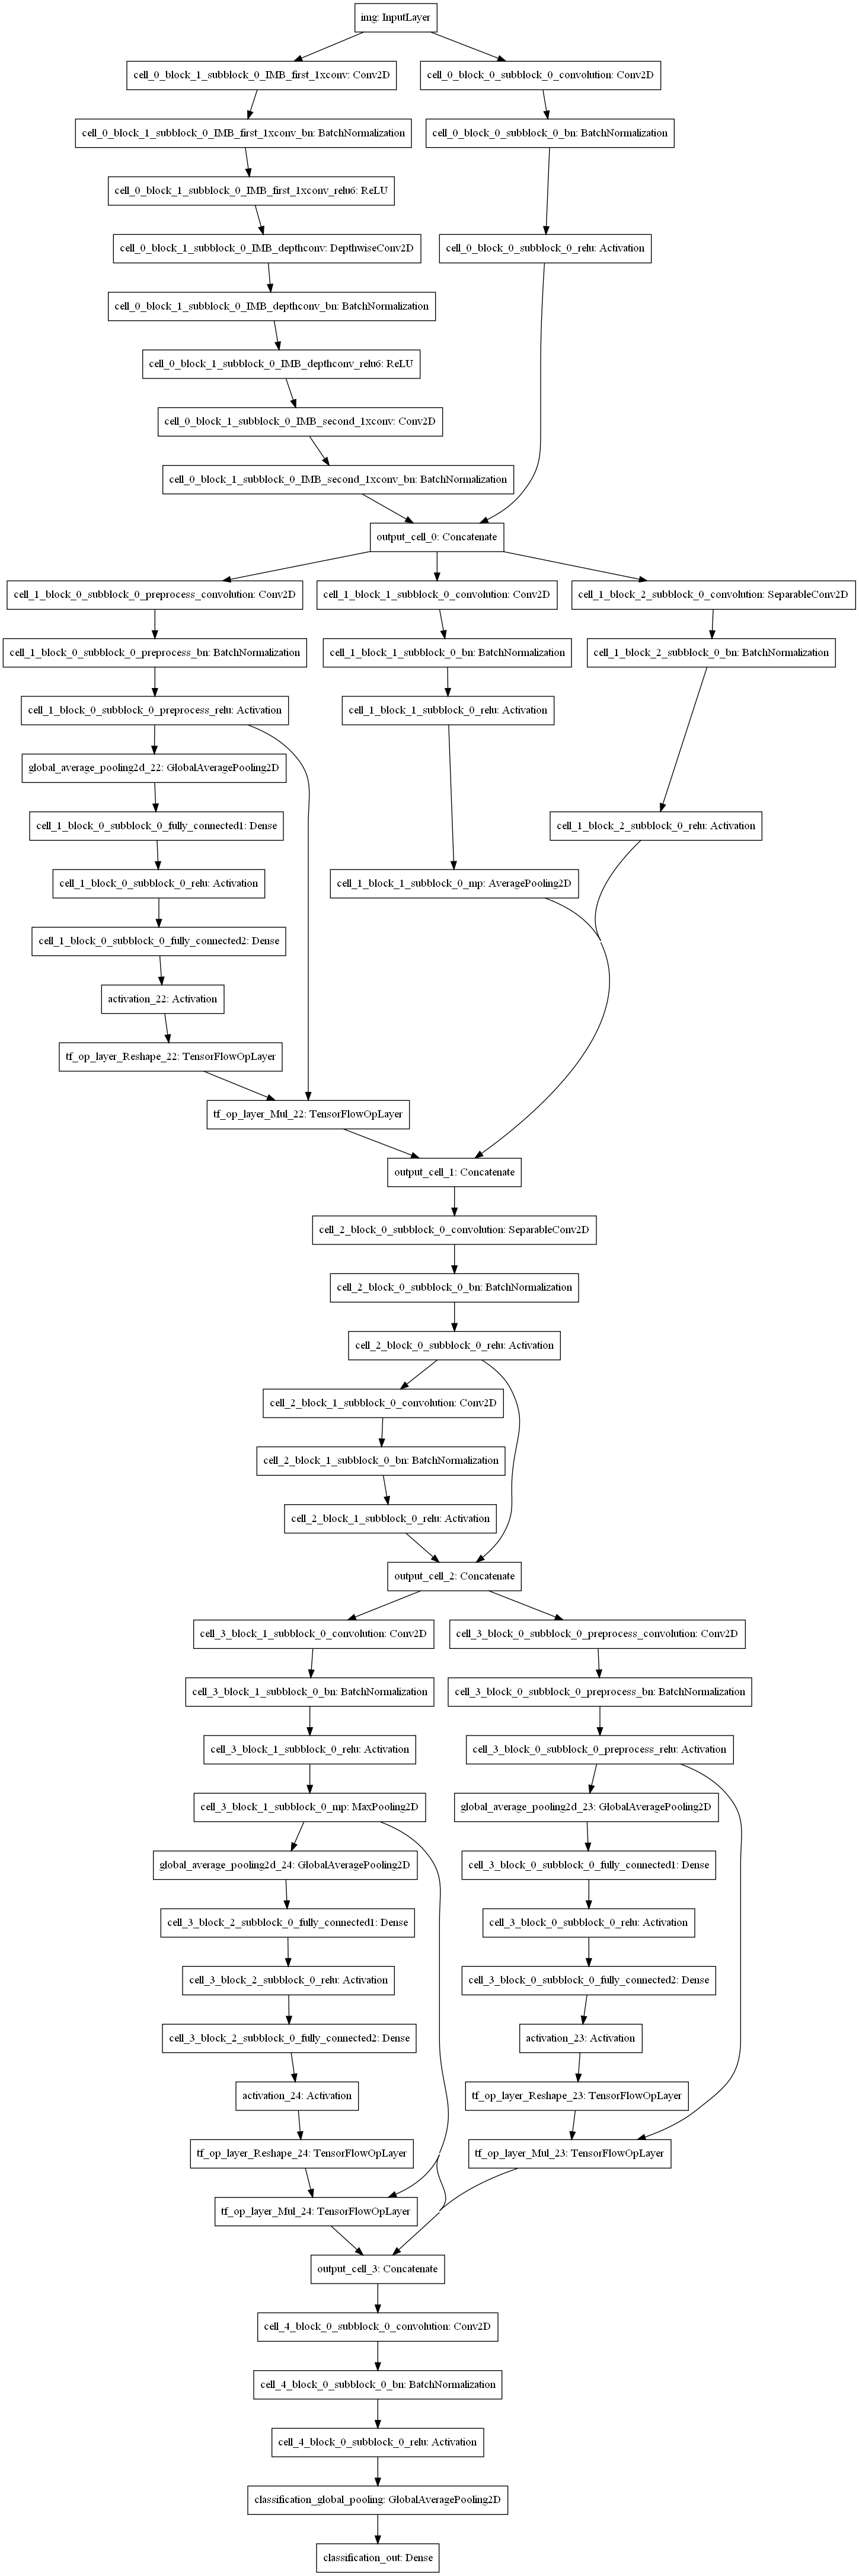 img: InputLayer
cell_0_block_1_subblock_0_IMB_first_1xconv: Conv2D
cell_0_block_0_subblock_0_convolution: Conv2D
cell_0_block_1_subblock_0_IMB_first_1xconv_bn: BatchNormalization
cell_0_block_0_subblock_0_bn: BatchNormalization
cell_0_block_1_subblock_0_IMB_first_1xconv_relu6: ReLU
cell_0_block_1_subblock_0_IMB_depthconv: DepthwiseConv2D
cell_0_block_0_subblock_0_relu: Activation
cell_0_block_1_subblock_0_IMB_depthconv_bn: BatchNormalization
cell_0_block_1_subblock_0_IMB_depthconv_relu6: ReLU
cell_0_block_1_subblock_0_IMB_second_1xconv: Conv2D
cell_0_block_1_subblock_0_IMB_second_1xconv_bn: BatchNormalization
output_cell_0: Concatenate
cell_1_block_0_subblock_0_preprocess_convolution: Conv2D
cell_1_block_1_subblock_0_convolution: Conv2D
cell_1_block_2_subblock_0_convolution: SeparableConv2D
cell_1_block_0_subblock_0_preprocess_bn: BatchNormalization
cell_1_block_1_subblock_0_bn: BatchNormalization
cell_1_block_2_subblock_0_bn: BatchNormalization
cell_1_block_0_subblock_0_preprocess_relu: Activation
cell_1_block_1_subblock_0_relu: Activation
global_average_pooling2d_22: GlobalAveragePooling2D
cell_1_block_0_subblock_0_fully_connected1: Dense
cell_1_block_2_subblock_0_relu: Activation
cell_1_block_0_subblock_0_relu: Activation
cell_1_block_1_subblock_0_mp: AveragePooling2D
cell_1_block_0_subblock_0_fully_connected2: Dense
activation_22: Activation
tf_op_layer_Reshape_22: TensorFlowOpLayer
tf_op_layer_Mul_22: TensorFlowOpLayer
output_cell_1: Concatenate
cell_2_block_0_subblock_0_convolution: SeparableConv2D
cell_2_block_0_subblock_0_bn: BatchNormalization
cell_2_block_0_subblock_0_relu: Activation
cell_2_block_1_subblock_0_convolution: Conv2D
cell_2_block_1_subblock_0_bn: BatchNormalization
cell_2_block_1_subblock_0_relu: Activation
output_cell_2: Concatenate
cell_3_block_1_subblock_0_convolution: Conv2D
cell_3_block_0_subblock_0_preprocess_convolution: Conv2D
cell_3_block_1_subblock_0_bn: BatchNormalization
cell_3_block_0_subblock_0_preprocess_bn: BatchNormalization
cell_3_block_1_subblock_0_relu: Activation
cell_3_block_0_subblock_0_preprocess_relu: Activation
cell_3_block_1_subblock_0_mp: MaxPooling2D
global_average_pooling2d_23: GlobalAveragePooling2D
global_average_pooling2d_24: GlobalAveragePooling2D
cell_3_block_0_subblock_0_fully_connected1: Dense
cell_3_block_2_subblock_0_fully_connected1: Dense
cell_3_block_0_subblock_0_relu: Activation
cell_3_block_2_subblock_0_relu: Activation
cell_3_block_0_subblock_0_fully_connected2: Dense
cell_3_block_2_subblock_0_fully_connected2: Dense
activation_23: Activation
activation_24: Activation
tf_op_layer_Reshape_23: TensorFlowOpLayer
tf_op_layer_Reshape_24: TensorFlowOpLayer
tf_op_layer_Mul_23: TensorFlowOpLayer
tf_op_layer_Mul_24: TensorFlowOpLayer
output_cell_3: Concatenate
cell_4_block_0_subblock_0_convolution: Conv2D
cell_4_block_0_subblock_0_bn: BatchNormalization
cell_4_block_0_subblock_0_relu: Activation
classification_global_pooling: GlobalAveragePooling2D
classification_out: Dense